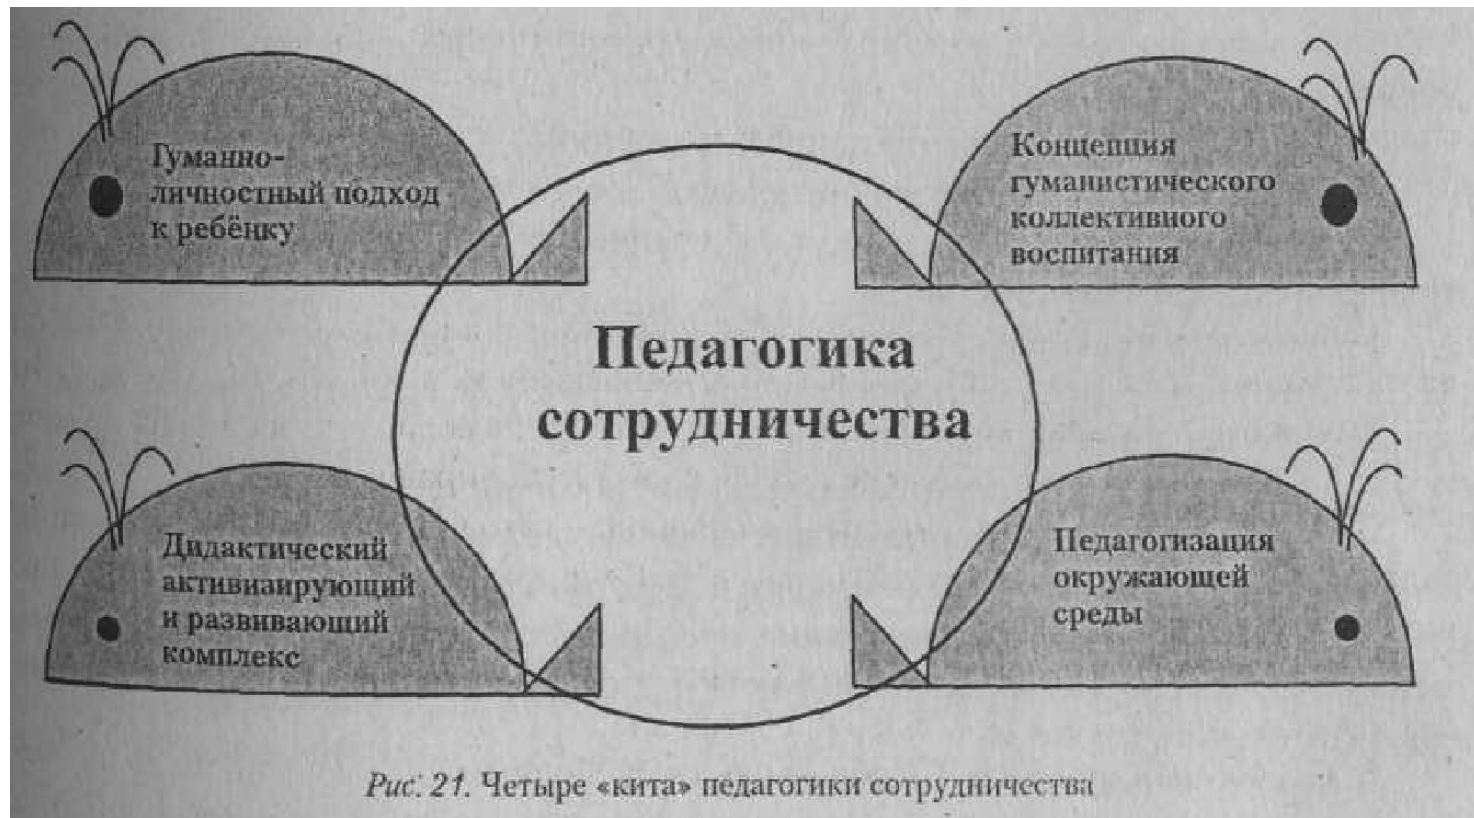 Гуманно-
личностный подход
к ребёнку
Концепция
гуманистического
коллективного
воспитания
Педагогика
сотрудничества
Дидактический
активизирующий
и развивающий
комплекс
Педагогизация
окружающей
среды
Рис. 21. Четыре «кита» педагогики сотрудничества